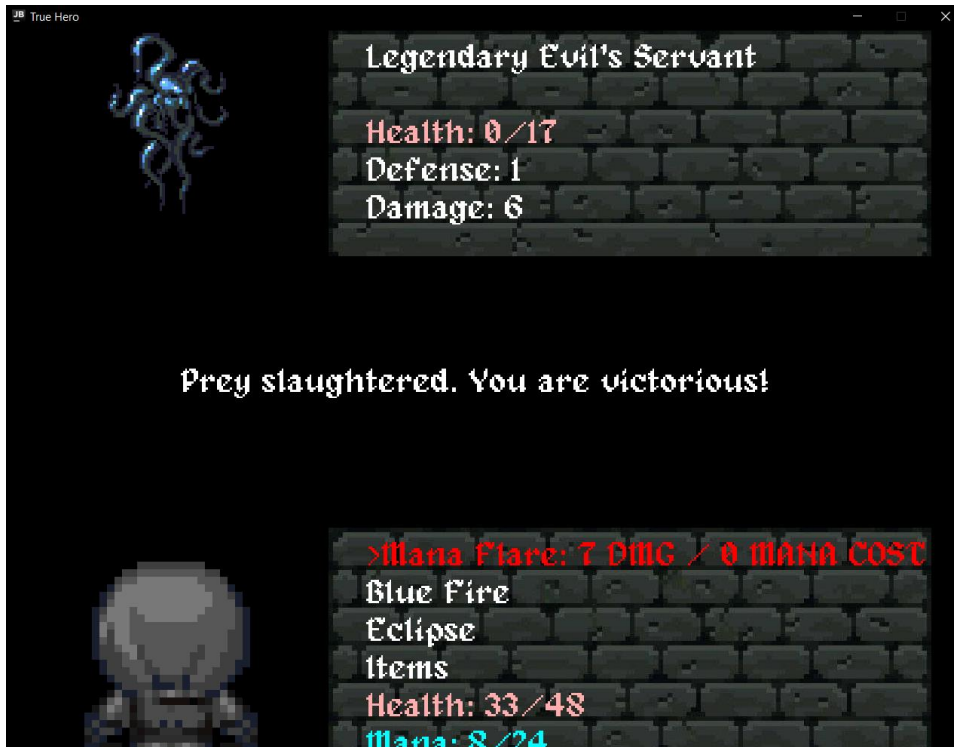 JB True Hero
Legendary Evil's Servant
Health: 0/17
Defense: 1
Damage: 6
Prey slaughtered. You are victorious!
>Mana Flare: 7 DMG / 0 MANA COST
Blue Fire
Eclipse
Items
Health: 33/48
Mana: 8/24